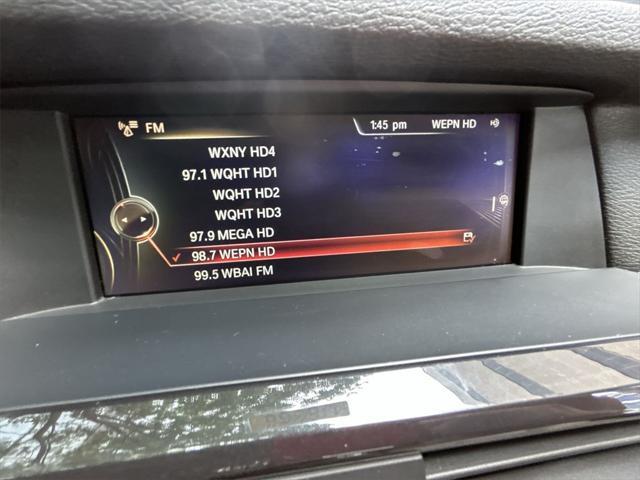 FM 1:45 pm WEPN HD
WXNY HD4
97.1 WQHT HD1
WQHT HD2
WQHT HD3
97.9 MEGA HD
98.7 WEPN HD
99.5 WBAI FM